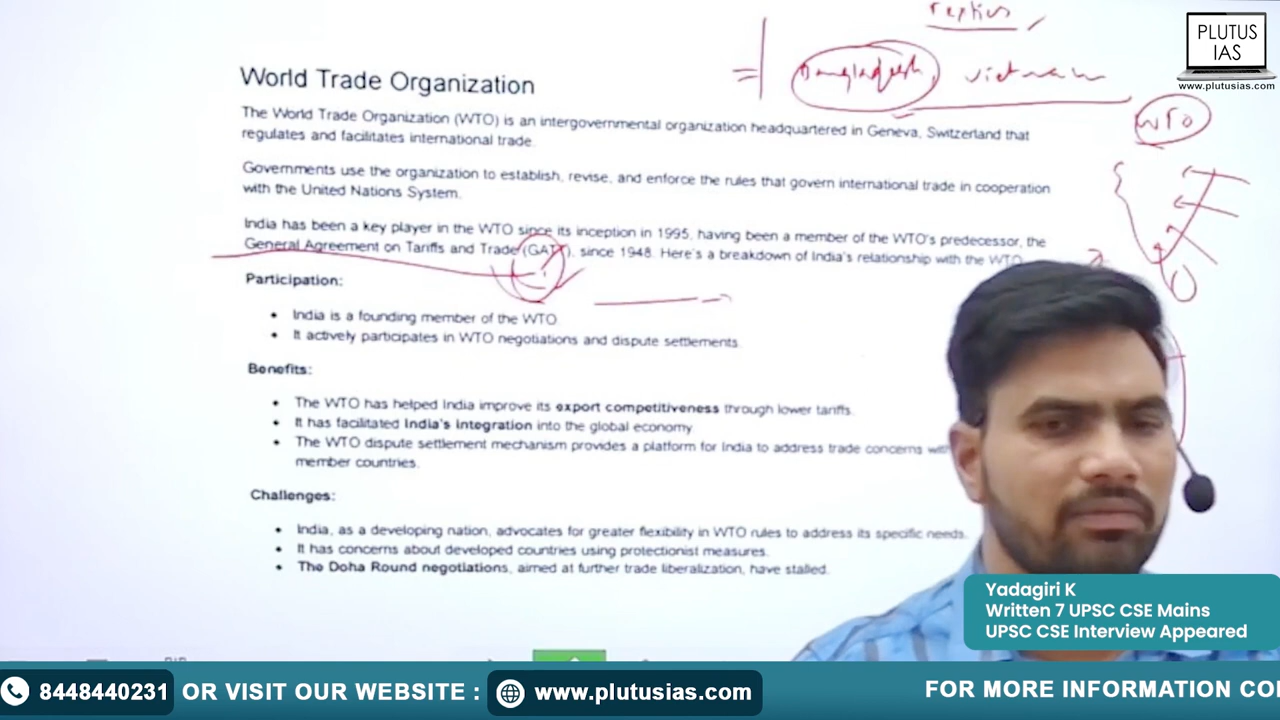 PLUTUS
IAS
www.plutusias.com
Bangladesh, Vietnam
WTO
World Trade Organization
The World Trade Organization (WTO) is an intergovernmental organization headquartered in Geneva, Switzerland that
regulates and facilitates international trade.
Governments use the organization to establish, revise, and enforce the rules that govern international trade in cooperation
with the United Nations System.
India has been a key player in the WTO since its inception in 1995, having been a member of the WTO's predecessor, the
General Agreement on Tariffs and Trade (GATT), since 1948. Here's a breakdown of India's relationship with the WTO
Participation:
• India is a founding member of the WTO
• It actively participates in WTO negotiations and dispute settlements.
Benefits:
• The WTO has helped India improve its export competitiveness through lower tariffs.
• It has facilitated India's integration into the global economy
• The WTO dispute settlement mechanism provides a platform for India to address trade concerns with
member countries.
Challenges:
• India, as a developing nation, advocates for greater flexibility in WTO rules to address its specific needs.
• It has concerns about developed countries using protectionist measures.
• The Doha Round negotiations, aimed at further trade liberalization, have stalled.
Yadagiri K
Written 7 UPSC CSE Mains
UPSC CSE Interview Appeared
8448440231 OR VISIT OUR WEBSITE : www.plutusias.com FOR MORE INFORMATION CO